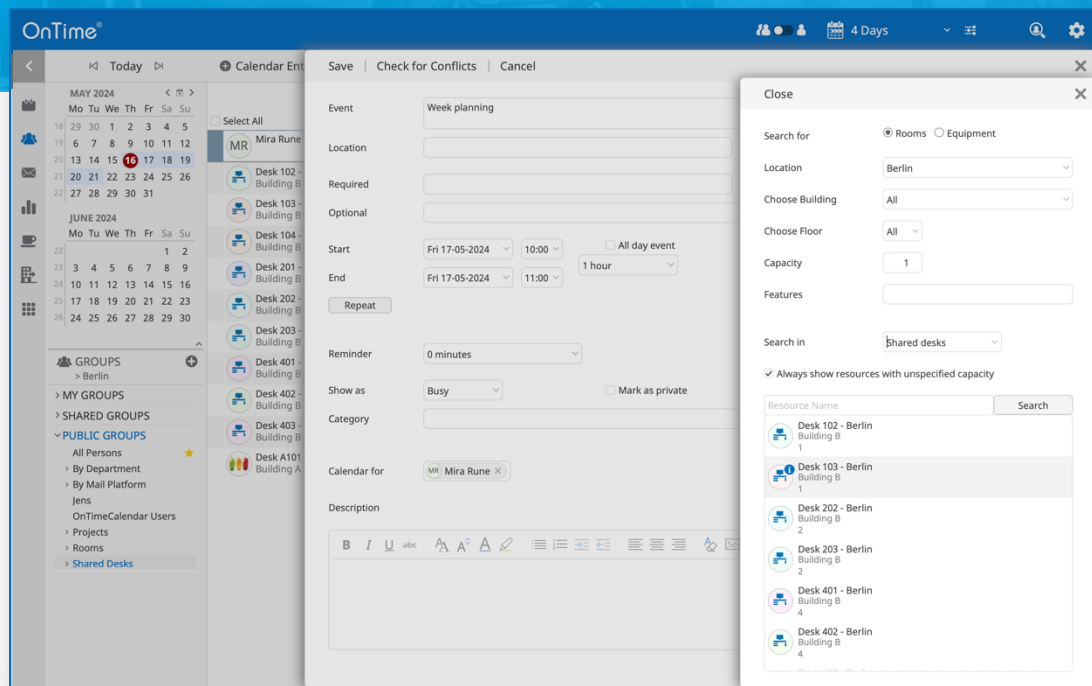 OnTime®
4 Days
Today
Calendar Ent
MAY 2024
Mo Tu We Th Fr Sa Su
18 29 30 1 2 3 4 5
19 6 7 8 9 10 11 12
20 13 14 15 16 17 18 19
21 20 21 22 23 24 25 26
22 27 28 29 30 31
JUNE 2024
Mo Tu We Th Fr Sa Su
22 1 2
23 3 4 5 6 7 8 9
24 10 11 12 13 14 15 16
25 17 18 19 20 21 22 23
26 24 25 26 27 28 29 30
GROUPS
> Berlin
> MY GROUPS
> SHARED GROUPS
PUBLIC GROUPS
All Persons
> By Department
> By Mail Platform
Jens
OnTimeCalendar Users
> Projects
> Rooms
> Shared Desks
Select All
MR Mira Rune
Desk 102 -
Building B
Desk 103 -
Building B
Desk 104 -
Building B
Desk 201 -
Building B
Desk 202 -
Building B
Desk 203 -
Building B
Desk 401 -
Building B
Desk 402 -
Building B
Desk 403 -
Building B
Desk A101
Building A
Save | Check for Conflicts | Cancel
Event Week planning
Location
Required
Optional
Start Fri 17-05-2024 10:00 All day event
1 hour
End Fri 17-05-2024 11:00
Repeat
Reminder 0 minutes
Show as Busy Mark as private
Category
Calendar for MR Mira Rune ×
Description
B I U abc
Close
Search for Rooms Equipment
Location Berlin
Choose Building All
Choose Floor All
Capacity 1
Features
Search in Shared desks
Always show resources with unspecified capacity
Resource Name Search
Desk 102 - Berlin
Building B
1
Desk 103 - Berlin
Building B
1
Desk 202 - Berlin
Building B
2
Desk 203 - Berlin
Building B
2
Desk 401 - Berlin
Building B
4
Desk 402 - Berlin
Building B
4